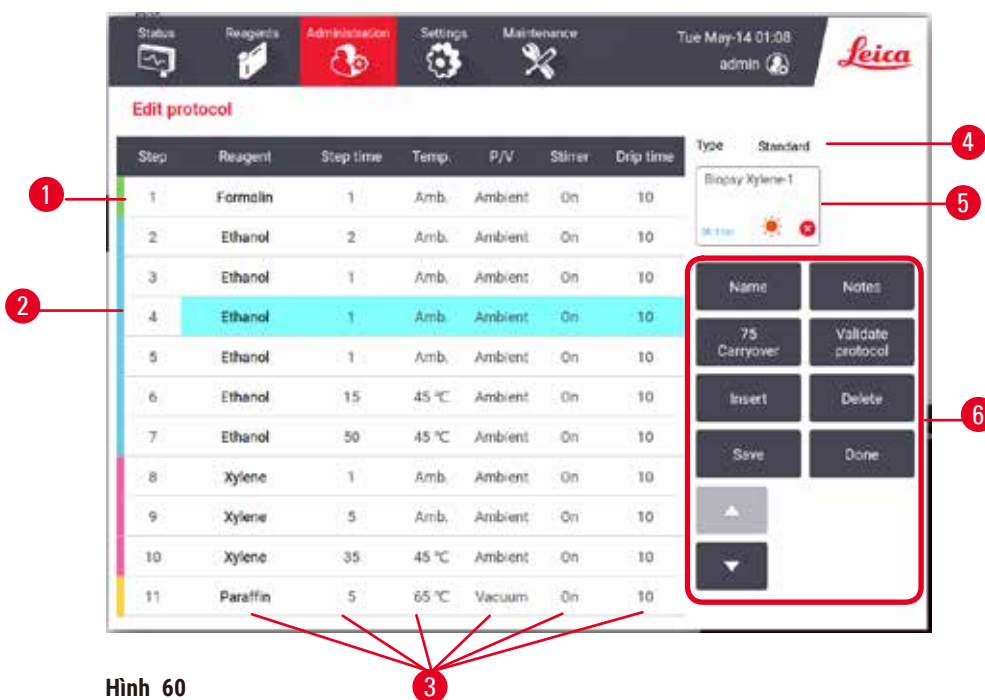 Status Reagents Administration Settings Maintenance Tue May-14 01:08
admin
Leica
Edit protocol
Step Reagent Step time Temp. P/V Stirrer Drip time
Type Standard
4
Biopsy Xylene-1
5
1
1 Formalin 1 Amb. Ambient On 10
2 Ethanol 2 Amb. Ambient On 10
3 Ethanol 1 Amb. Ambient On 10
2
4 Ethanol 1 Amb. Ambient On 10
5 Ethanol 1 Amb. Ambient On 10
6 Ethanol 15 45 °C Ambient On 10
7 Ethanol 50 45 °C Ambient On 10
8 Xylene 1 Amb. Ambient On 10
9 Xylene 5 Amb. Ambient On 10
10 Xylene 35 45 °C Ambient On 10
11 Paraffin 5 65 °C Vacuum On 10
Name Notes
75
Carryover
Validate
protocol
Insert Delete
6
Save Done
3
Hình 60